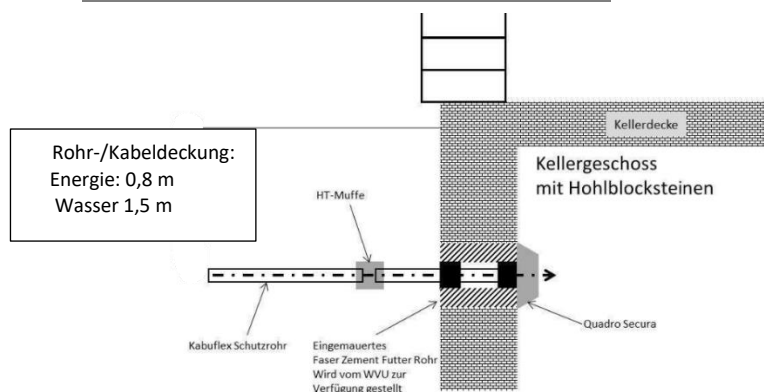 Kellerdecke
Rohr-/Kabeldeckung:
Energie: 0,8 m
Wasser 1,5 m
Kellergeschoss
mit Hohlblocksteinen
HT-Muffe
Kabuflex Schutzrohr
Eingemauertes
Faser Zement Futter Rohr
Wird vom WVU zur
Verfügung gestellt
Quadro Secura